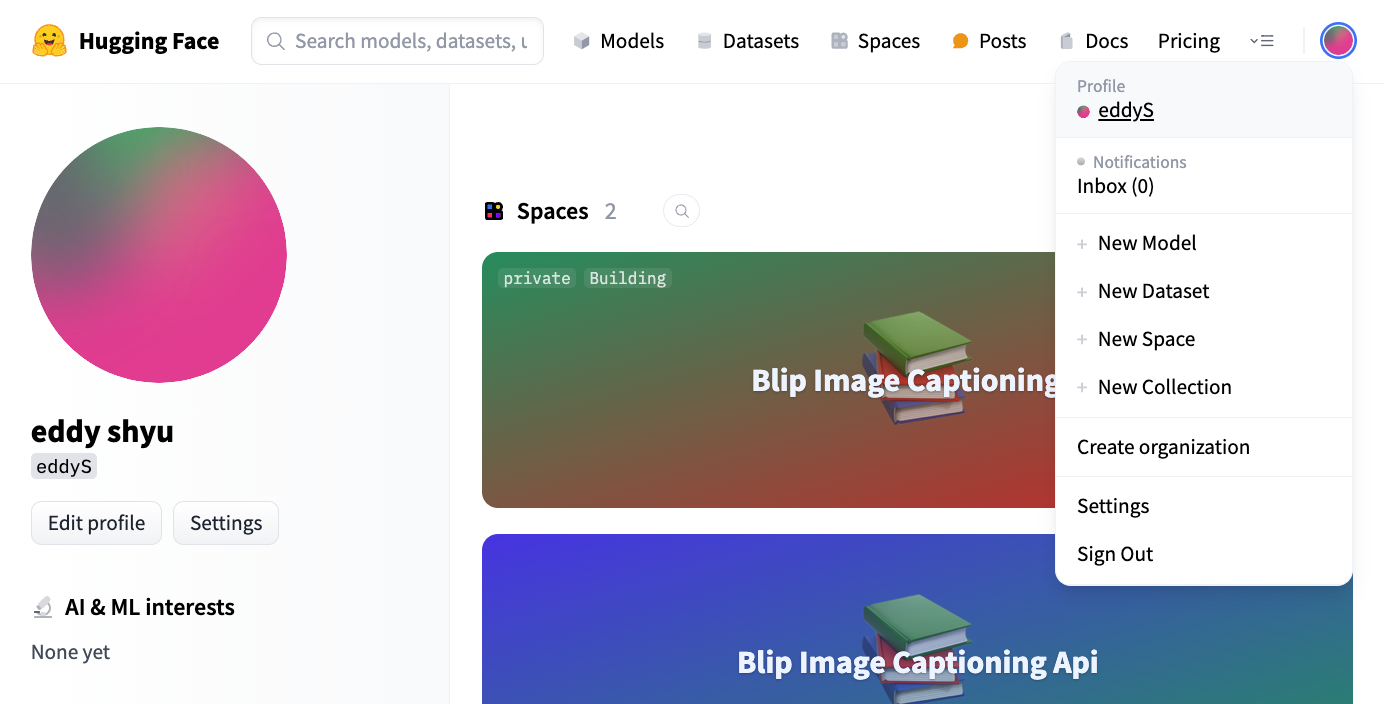 Hugging Face
Search models, datasets, u
Models
Datasets
Spaces
Posts
Docs
Pricing
Profile
eddyS
Notifications
Inbox (0)
+ New Model
+ New Dataset
+ New Space
+ New Collection
Create organization
Settings
Sign Out
eddy shyu
eddyS
Edit profile
Settings
AI & ML interests
None yet
Spaces 2
private Building
Blip Image Captioning
Blip Image Captioning Api